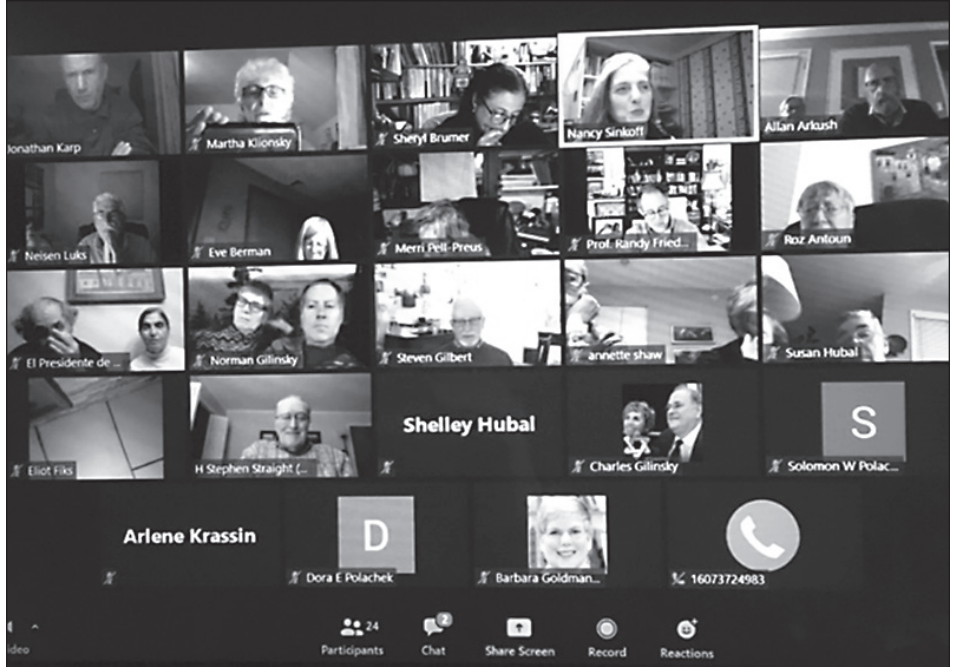 Jonathan Karp
Martha Klionsky
Sheryl Brumer
Nancy Sinkoff
Allan Arkush
Neisen Luks
Eve Berman
Merri Pell-Preus
Prof. Randy Fried...
Roz Antoun
El Presidente de ...
Norman Gilinsky
Steven Gilbert
annette shaw
Susan Hubal
Eliot Fiks
H Stephen Straight (...
Shelley Hubal
Charles Gilinsky
S
Solomon W Polac...
Arlene Krassin
D
Dora E Polachek
Barbara Goldman...
16073724983
ideo
24
Participants
2
Chat
Share Screen
Record
Reactions